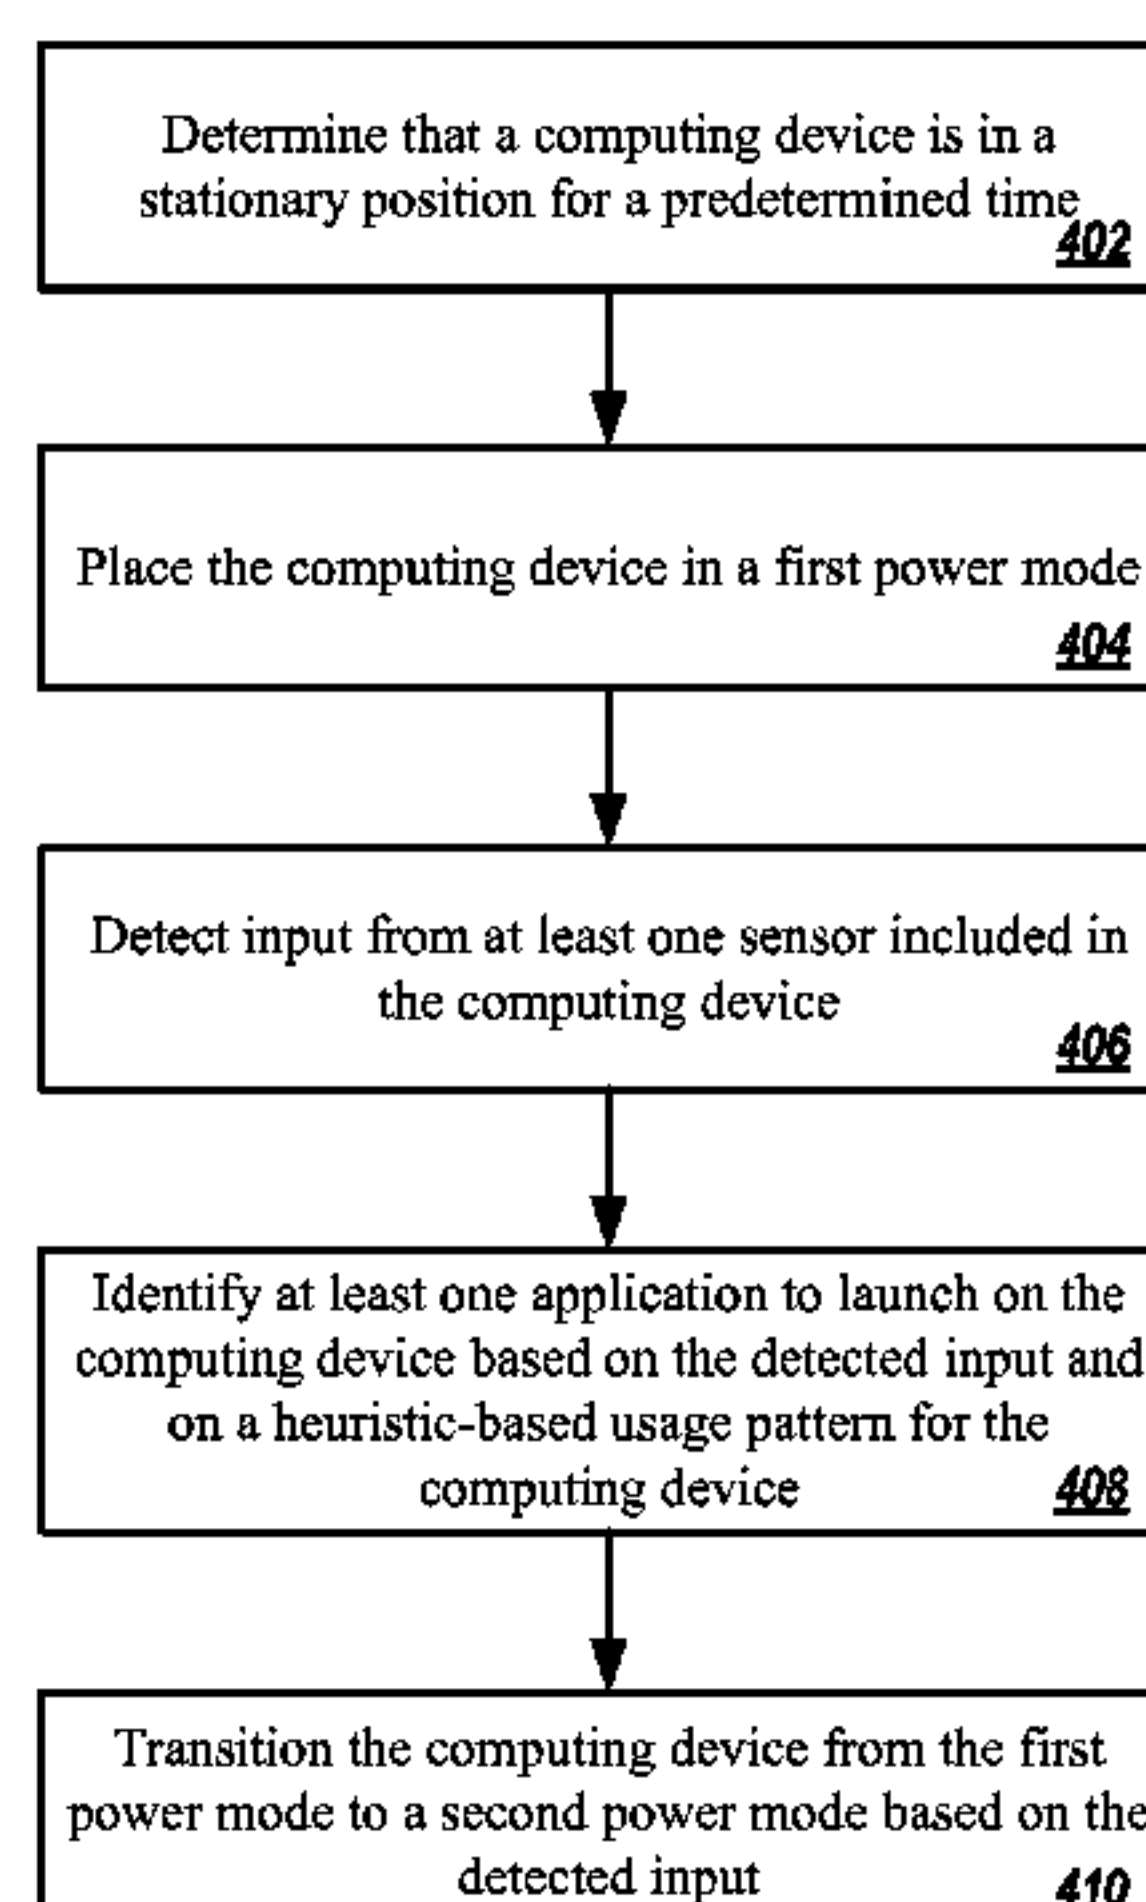 Determine that a computing device is in a
stationary position for a predetermined time
402
Place the computing device in a first power mode
404
Detect input from at least one sensor included in
the computing device
406
Identify at least one application to launch on the
computing device based on the detected input and
on a heuristic-based usage pattern for the
computing device
408
Transition the computing device from the first
power mode to a second power mode based on the
detected input
410